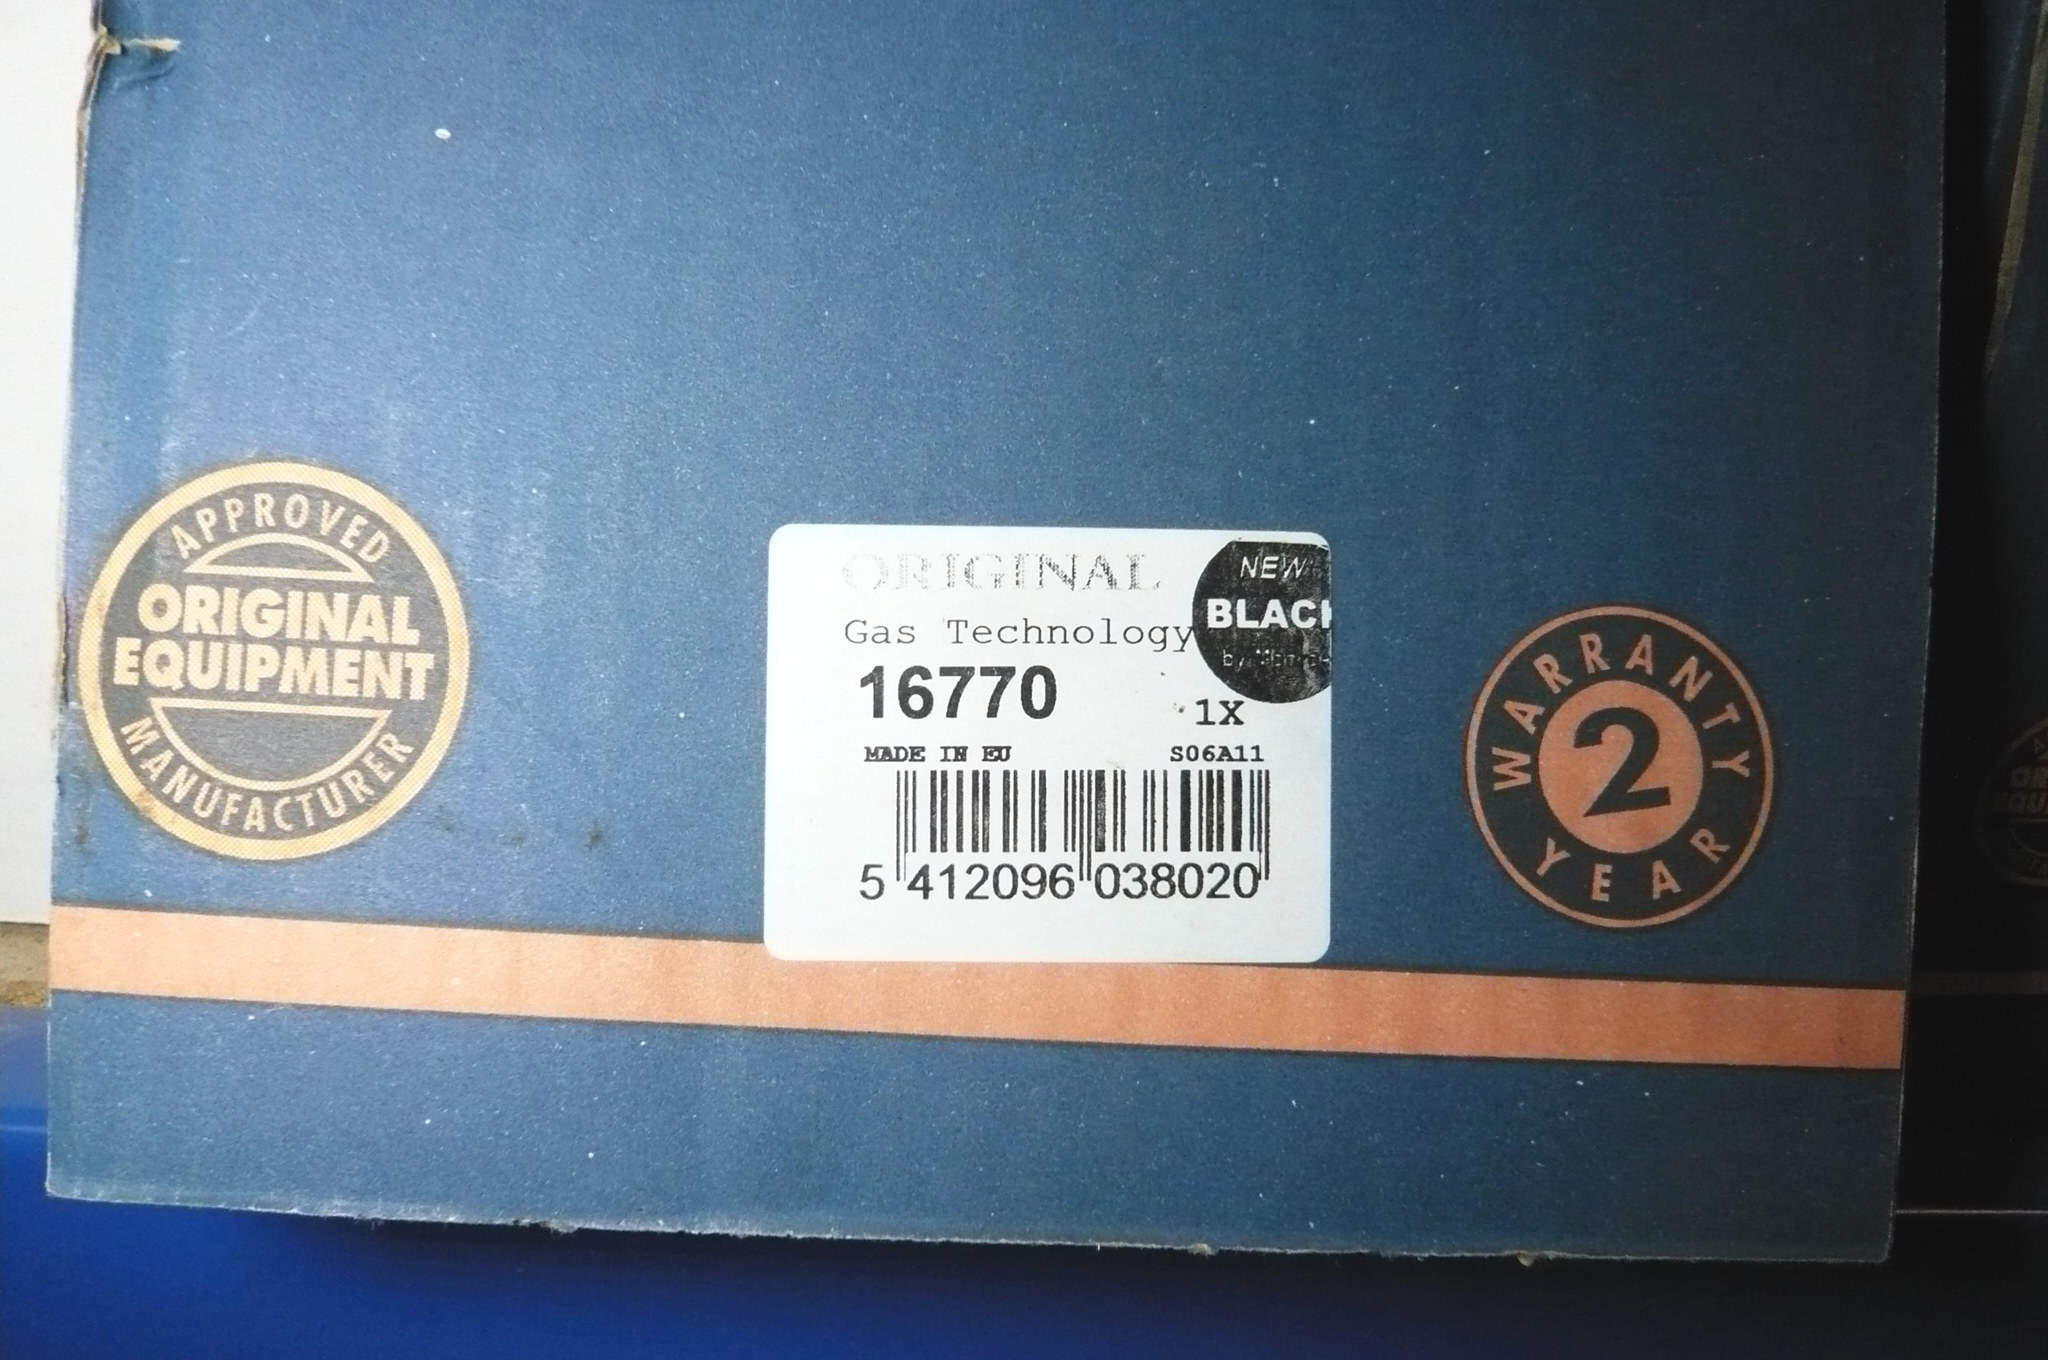 APPROVED
ORIGINAL
EQUIPMENT
MANUFACTURER
ORIGINAL
Gas Technology
NEW
BLACK
by
16770
1X
MADE IN EU
S06A11
5 412096 038020
WARRANTY
2
YEAR